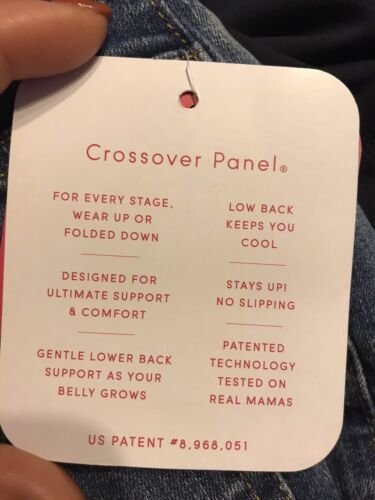 Crossover Panel®
FOR EVERY STAGE,
WEAR UP OR
FOLDED DOWN
DESIGNED FOR
ULTIMATE SUPPORT
& COMFORT
GENTLE LOWER BACK
SUPPORT AS YOUR
BELLY GROWS
LOW BACK
KEEPS YOU
COOL
STAYS UP!
NO SLIPPING
PATENTED
TECHNOLOGY
TESTED ON
REAL MAMAS
US PATENT #8,968,051